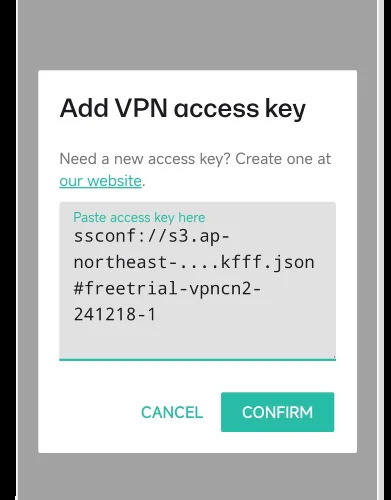 Add VPN access key
Need a new access key? Create one at
our website.
Paste access key here
ssconf://s3.ap-
northeast-....kfff.json
#freetrial-vpncn2-
241218-1
CANCEL
CONFIRM